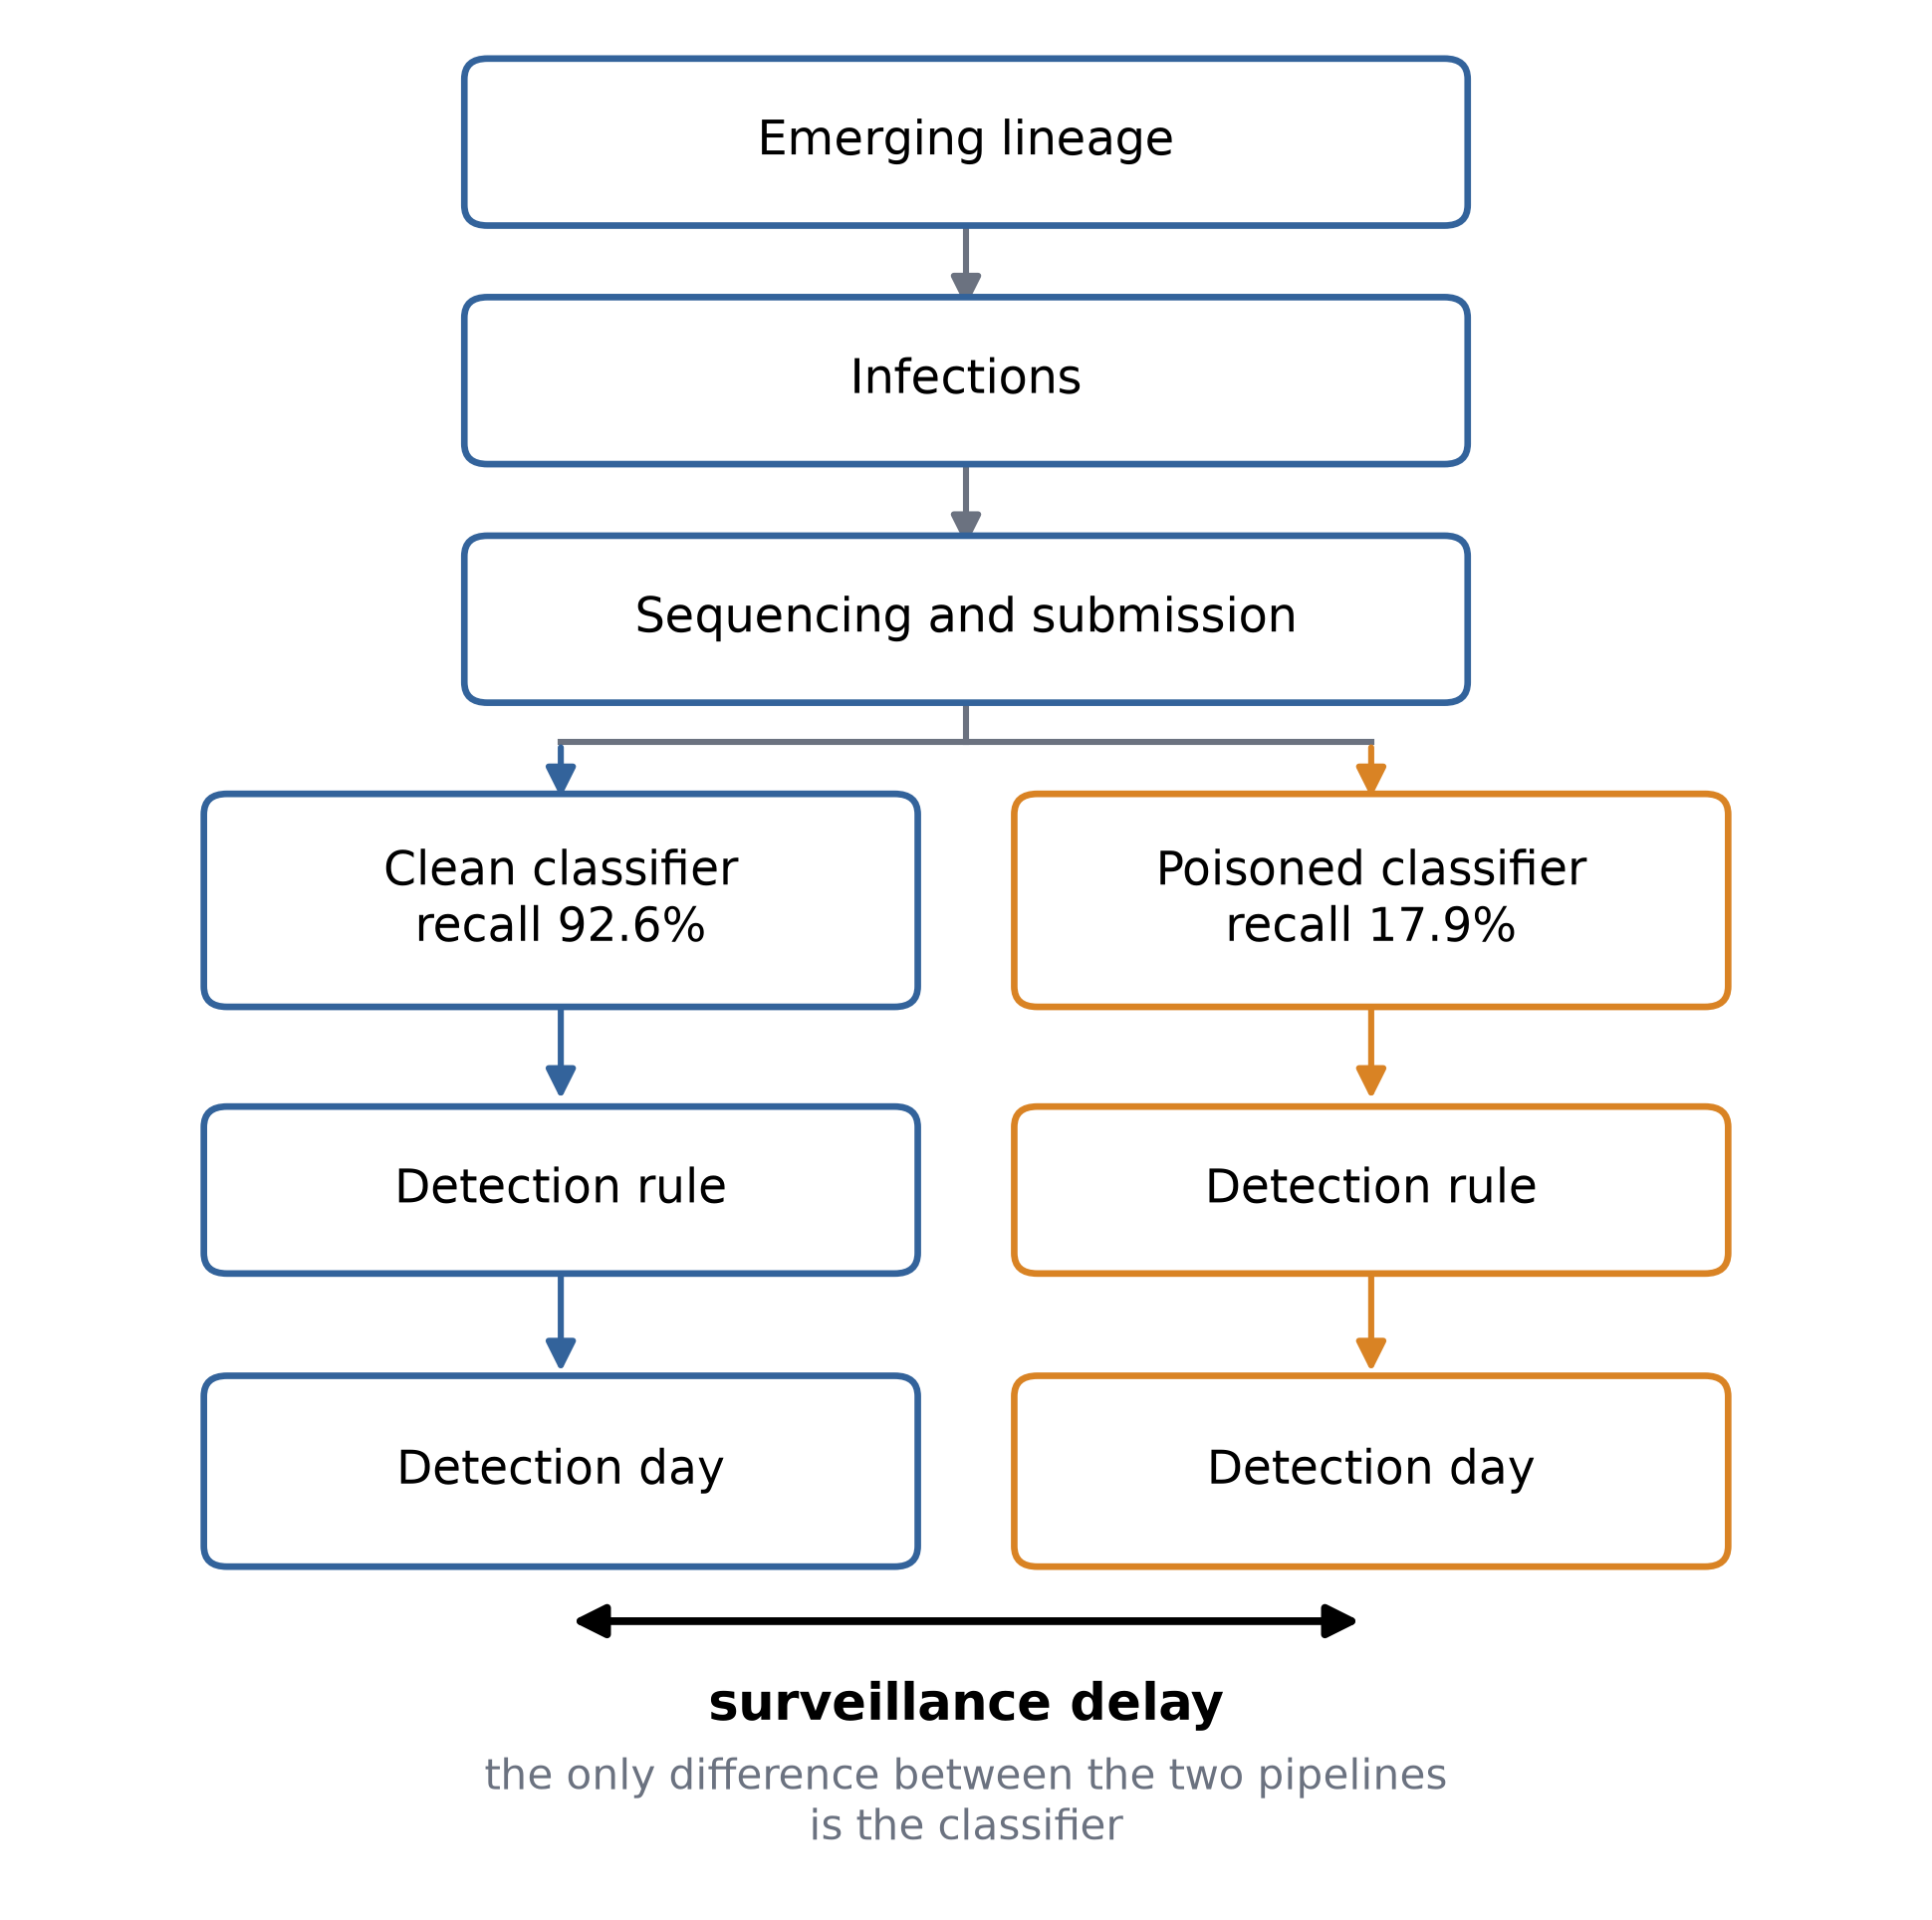 Emerging lineage
Infections
Sequencing and submission
Clean classifier
recall 92.6%
Poisoned classifier
recall 17.9%
Detection rule
Detection rule
Detection day
Detection day
surveillance delay
the only difference between the two pipelines
is the classifier